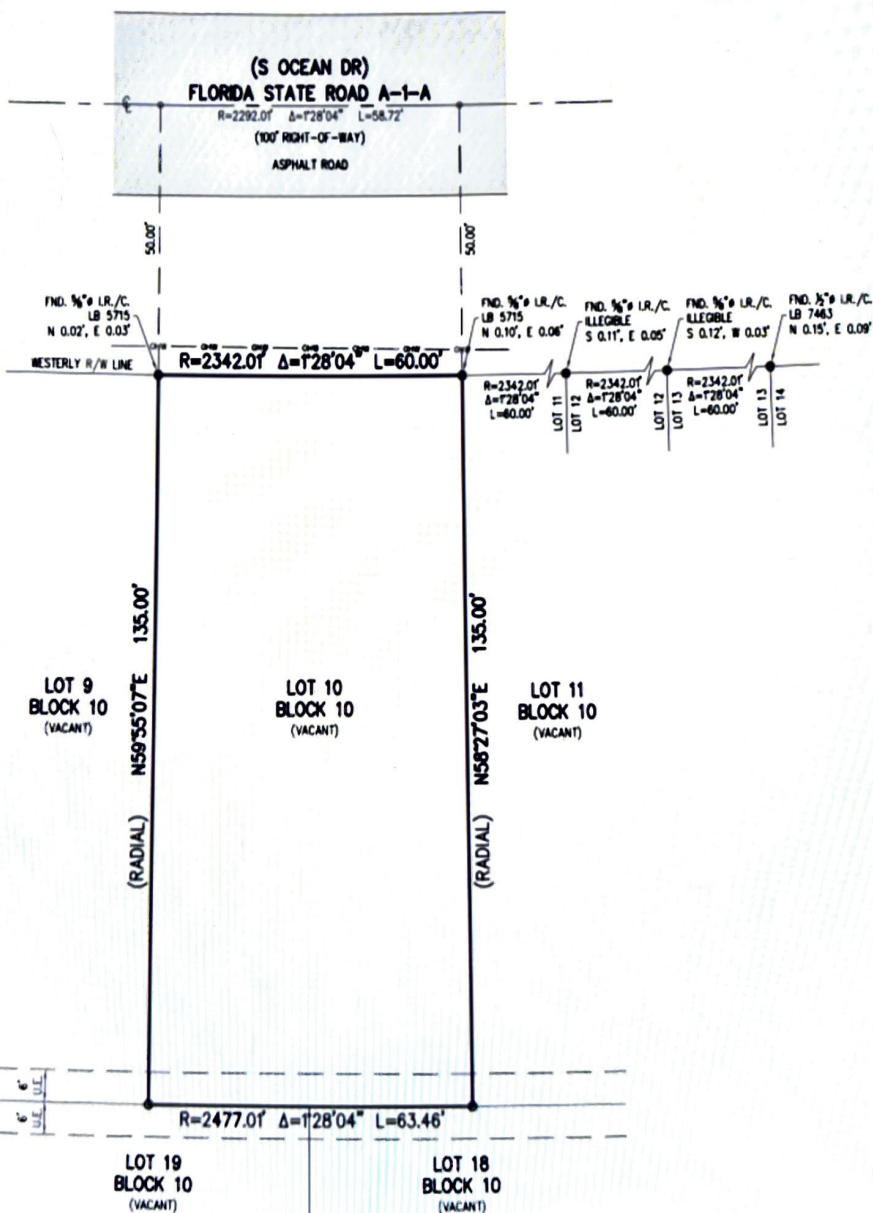 (S OCEAN DR)
FLORIDA STATE ROAD A-1-A
℄
R=2292.01' Δ=1°28'04" L=58.72'
(100' RIGHT-OF-WAY)
ASPHALT ROAD
50.00'
50.00'
FND. ⅝"ø I.R./C.
LB 5715
N 0.02', E 0.03'
FND. ⅝"ø I.R./C.
LB 5715
N 0.10', E 0.06'
FND. ⅝"ø I.R./C.
ILLEGIBLE
S 0.11', E 0.05'
FND. ⅝"ø I.R./C.
ILLEGIBLE
S 0.12', W 0.03'
FND. ½"ø I.R./C.
LB 7463
N 0.15', E 0.09'
WESTERLY R/W LINE
R=2342.01' Δ=1°28'04" L=60.00'
R=2342.01'
Δ=1°28'04"
L=60.00'
LOT 11
LOT 12
R=2342.01'
Δ=1°28'04"
L=60.00'
LOT 12
LOT 13
R=2342.01'
Δ=1°28'04"
L=60.00'
LOT 13
LOT 14
(RADIAL) N59°55'07"E 135.00'
(RADIAL) N58°27'03"E 135.00'
LOT 9
BLOCK 10
(VACANT)
LOT 10
BLOCK 10
(VACANT)
LOT 11
BLOCK 10
(VACANT)
6'
U.E.
6'
U.E.
R=2477.01' Δ=1°28'04" L=63.46'
LOT 19
BLOCK 10
(VACANT)
LOT 18
BLOCK 10
(VACANT)